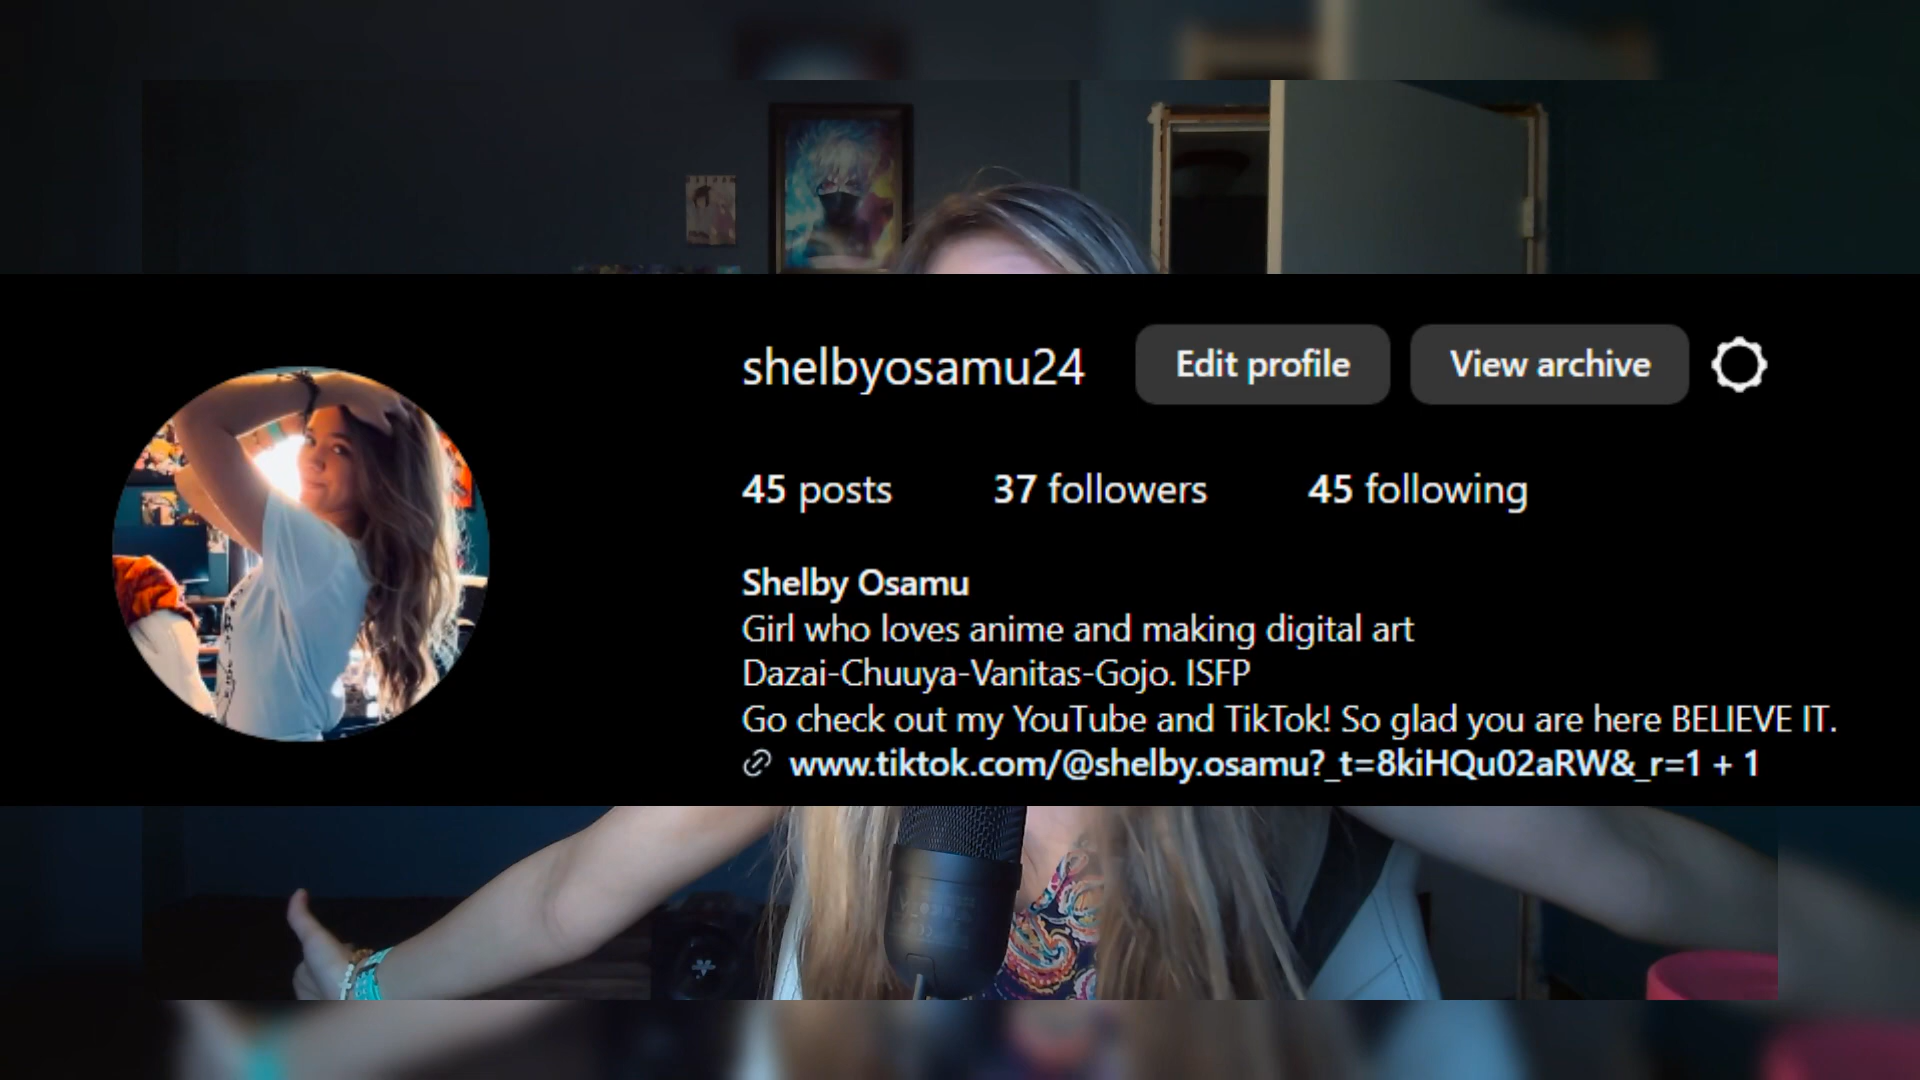 shelbyosamu24
Edit profile
View archive
45 posts
37 followers
45 following
Shelby Osamu
Girl who loves anime and making digital art
Dazai-Chuuya-Vanitas-Gojo. ISFP
Go check out my YouTube and TikTok! So glad you are here BELIEVE IT.
www.tiktok.com/@shelby.osamu?_t=8kiHQu02aRW&_r=1 + 1